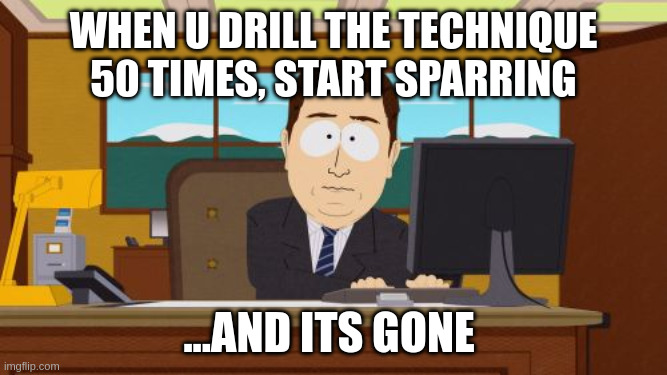 WHEN U DRILL THE TECHNIQUE
50 TIMES, START SPARRING
...AND ITS GONE
imgflip.com